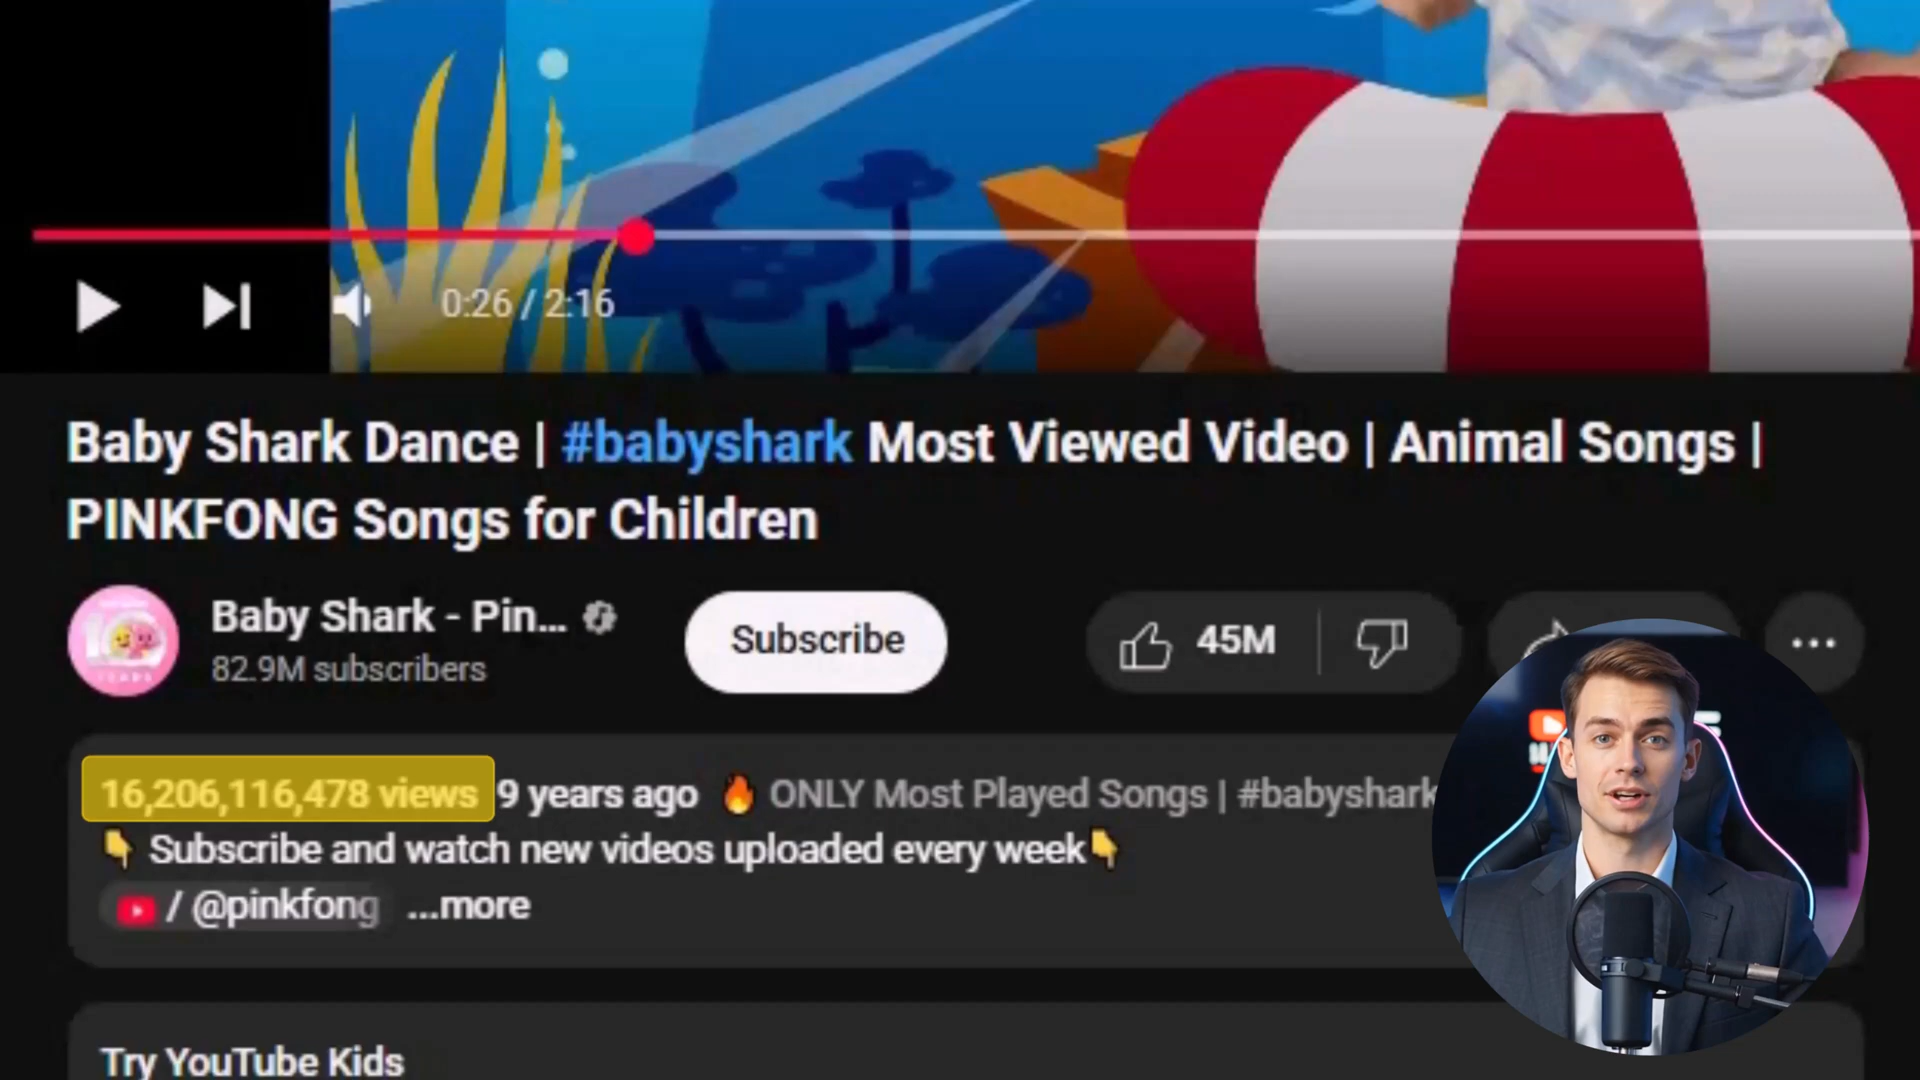 0:26 / 2:16
Baby Shark Dance | #babyshark Most Viewed Video | Animal Songs |
PINKFONG Songs for Children
Baby Shark - Pin...
82.9M subscribers
Subscribe
45M
16,206,116,478 views 9 years ago 🔥 ONLY Most Played Songs | #babyshark
👇 Subscribe and watch new videos uploaded every week👇
/ @pinkfong ...more
Try YouTube Kids